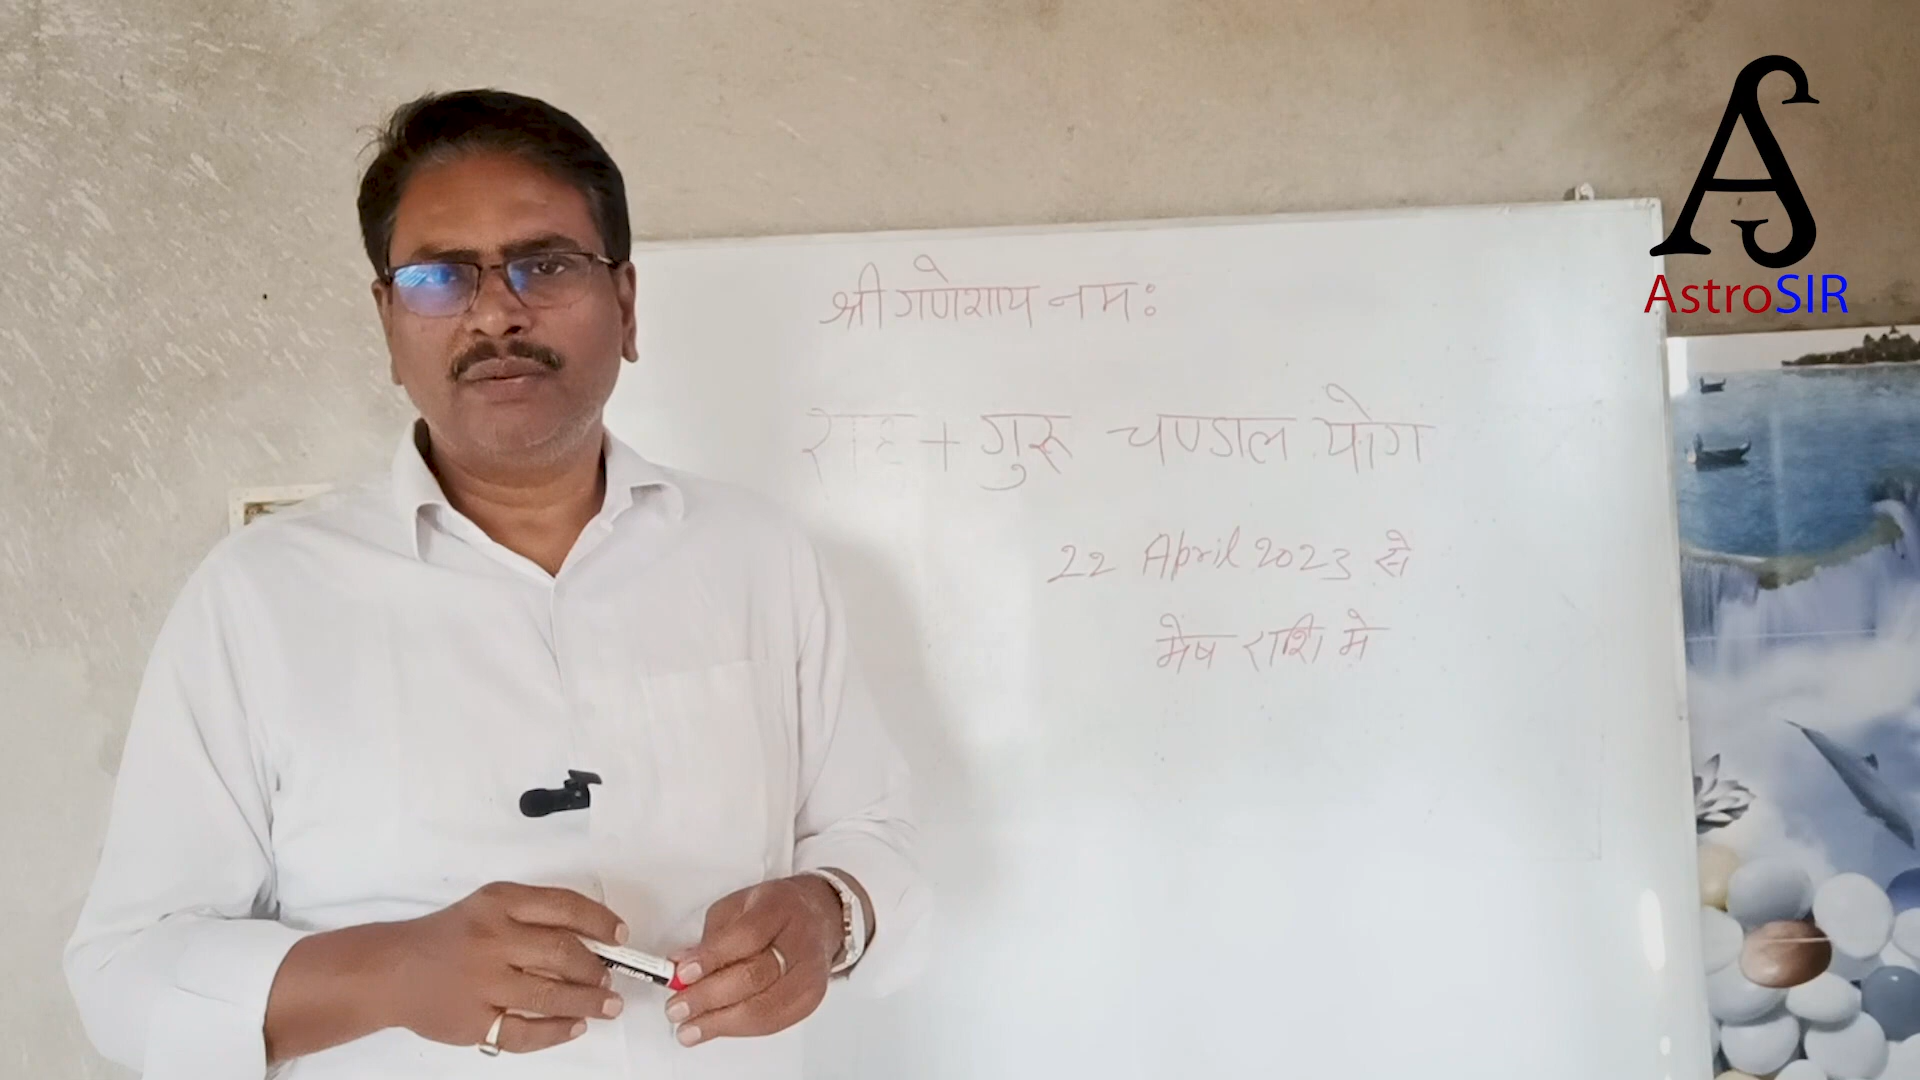 श्री गणेशाय नमः
राहु + गुरू चण्डाल योग
22 April 2023 से
मेष राशि मे
AstroSIR